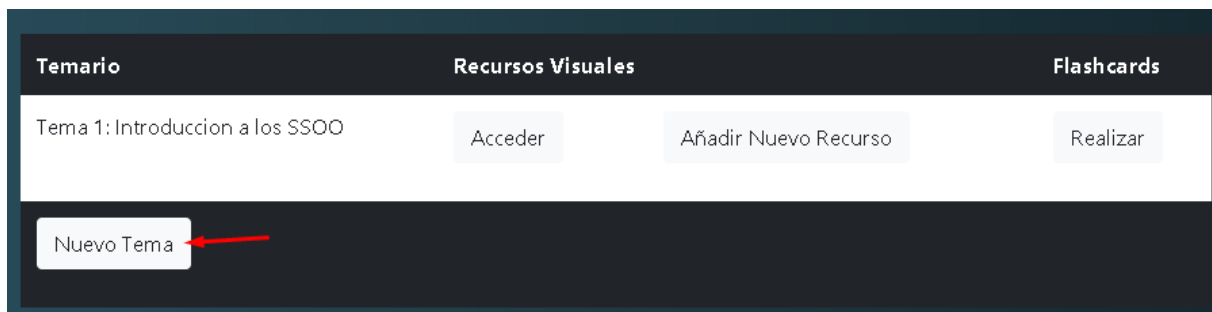 Temario Recursos Visuales Flashcards
Tema 1: Introduccion a los SSOO Acceder Añadir Nuevo Recurso Realizar
Nuevo Tema